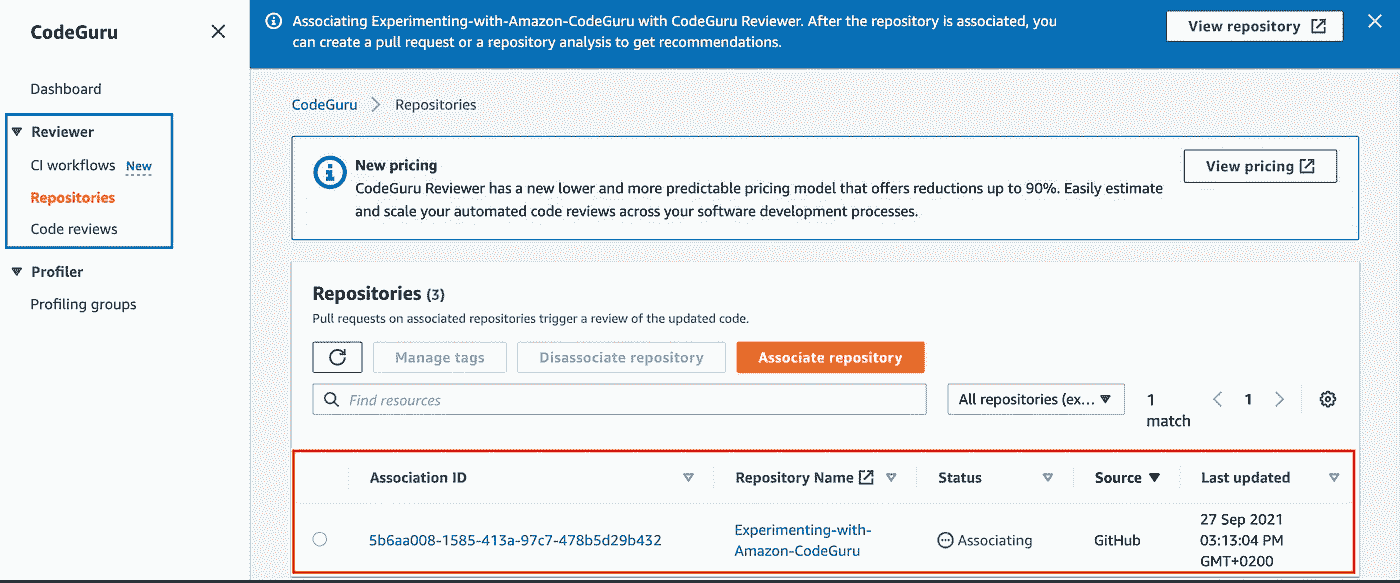 CodeGuru
Dashboard
Reviewer
CI workflows New
Repositories
Code reviews
Profiler
Profiling groups
Associating Experimenting-with-Amazon-CodeGuru with CodeGuru Reviewer. After the repository is associated, you
can create a pull request or a repository analysis to get recommendations.
View repository
CodeGuru > Repositories
New pricing
CodeGuru Reviewer has a new lower and more predictable pricing model that offers reductions up to 90%. Easily estimate
and scale your automated code reviews across your software development processes.
View pricing
Repositories (3)
Pull requests on associated repositories trigger a review of the updated code.
Manage tags Disassociate repository Associate repository
Find resources All repositories (ex... 1 match < 1 >
Association ID Repository Name Status Source Last updated
5b6aa008-1585-413a-97c7-478b5d29b432 Experimenting-with-Amazon-CodeGuru Associating GitHub 27 Sep 2021
03:13:04 PM
GMT+0200